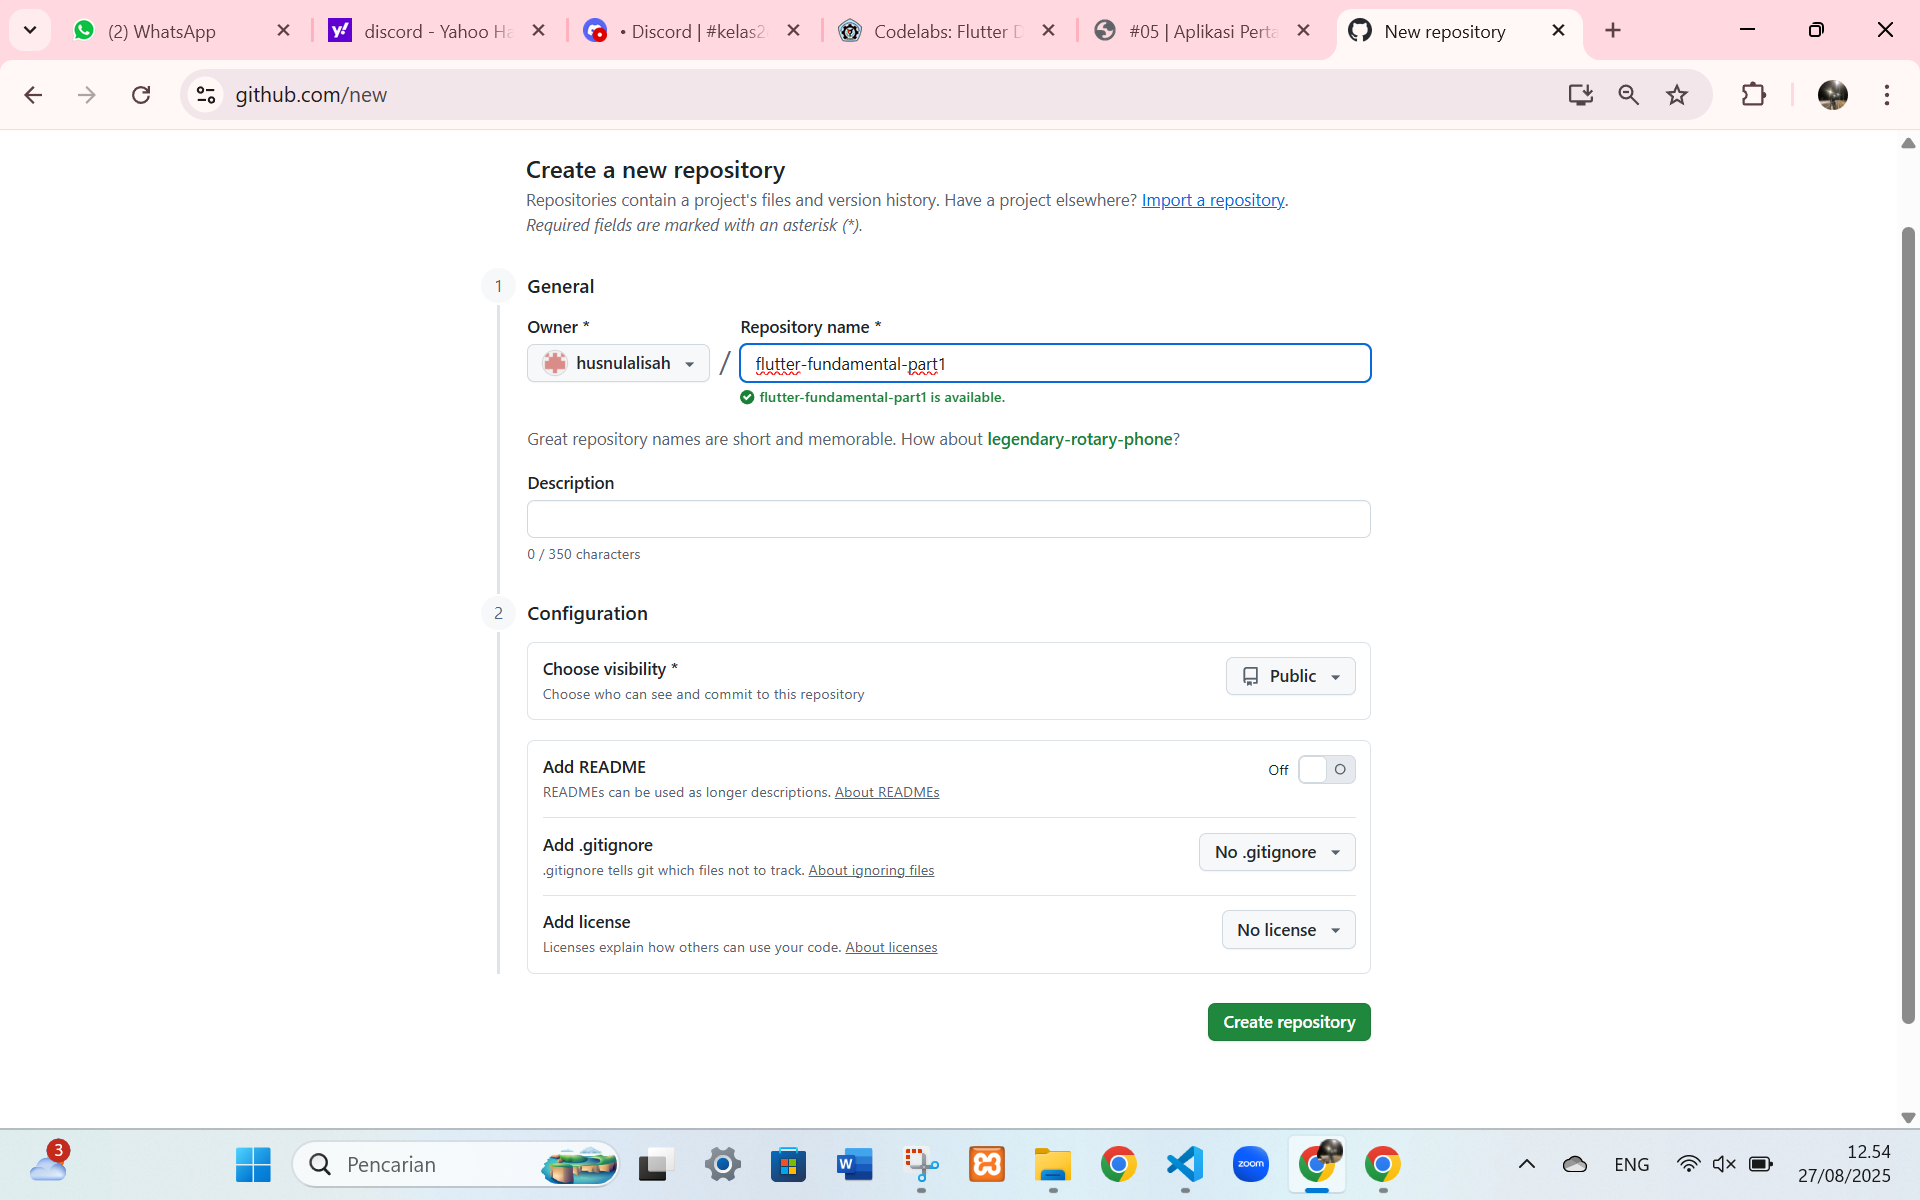 (2) WhatsApp
discord - Yahoo Ha
• Discord | #kelas2
Codelabs: Flutter D
#05 | Aplikasi Perta
New repository
github.com/new
Create a new repository
Repositories contain a project's files and version history. Have a project elsewhere? Import a repository.
Required fields are marked with an asterisk (*).
1 General
Owner * Repository name *
husnulalisah / flutter-fundamental-part1
flutter-fundamental-part1 is available.
Great repository names are short and memorable. How about legendary-rotary-phone?
Description
0 / 350 characters
2 Configuration
Choose visibility *
Choose who can see and commit to this repository
Public
Add README
READMEs can be used as longer descriptions. About READMEs
Off
Add .gitignore
.gitignore tells git which files not to track. About ignoring files
No .gitignore
Add license
Licenses explain how others can use your code. About licenses
No license
Create repository
3
Pencarian
W
zoom
ENG
12.54
27/08/2025